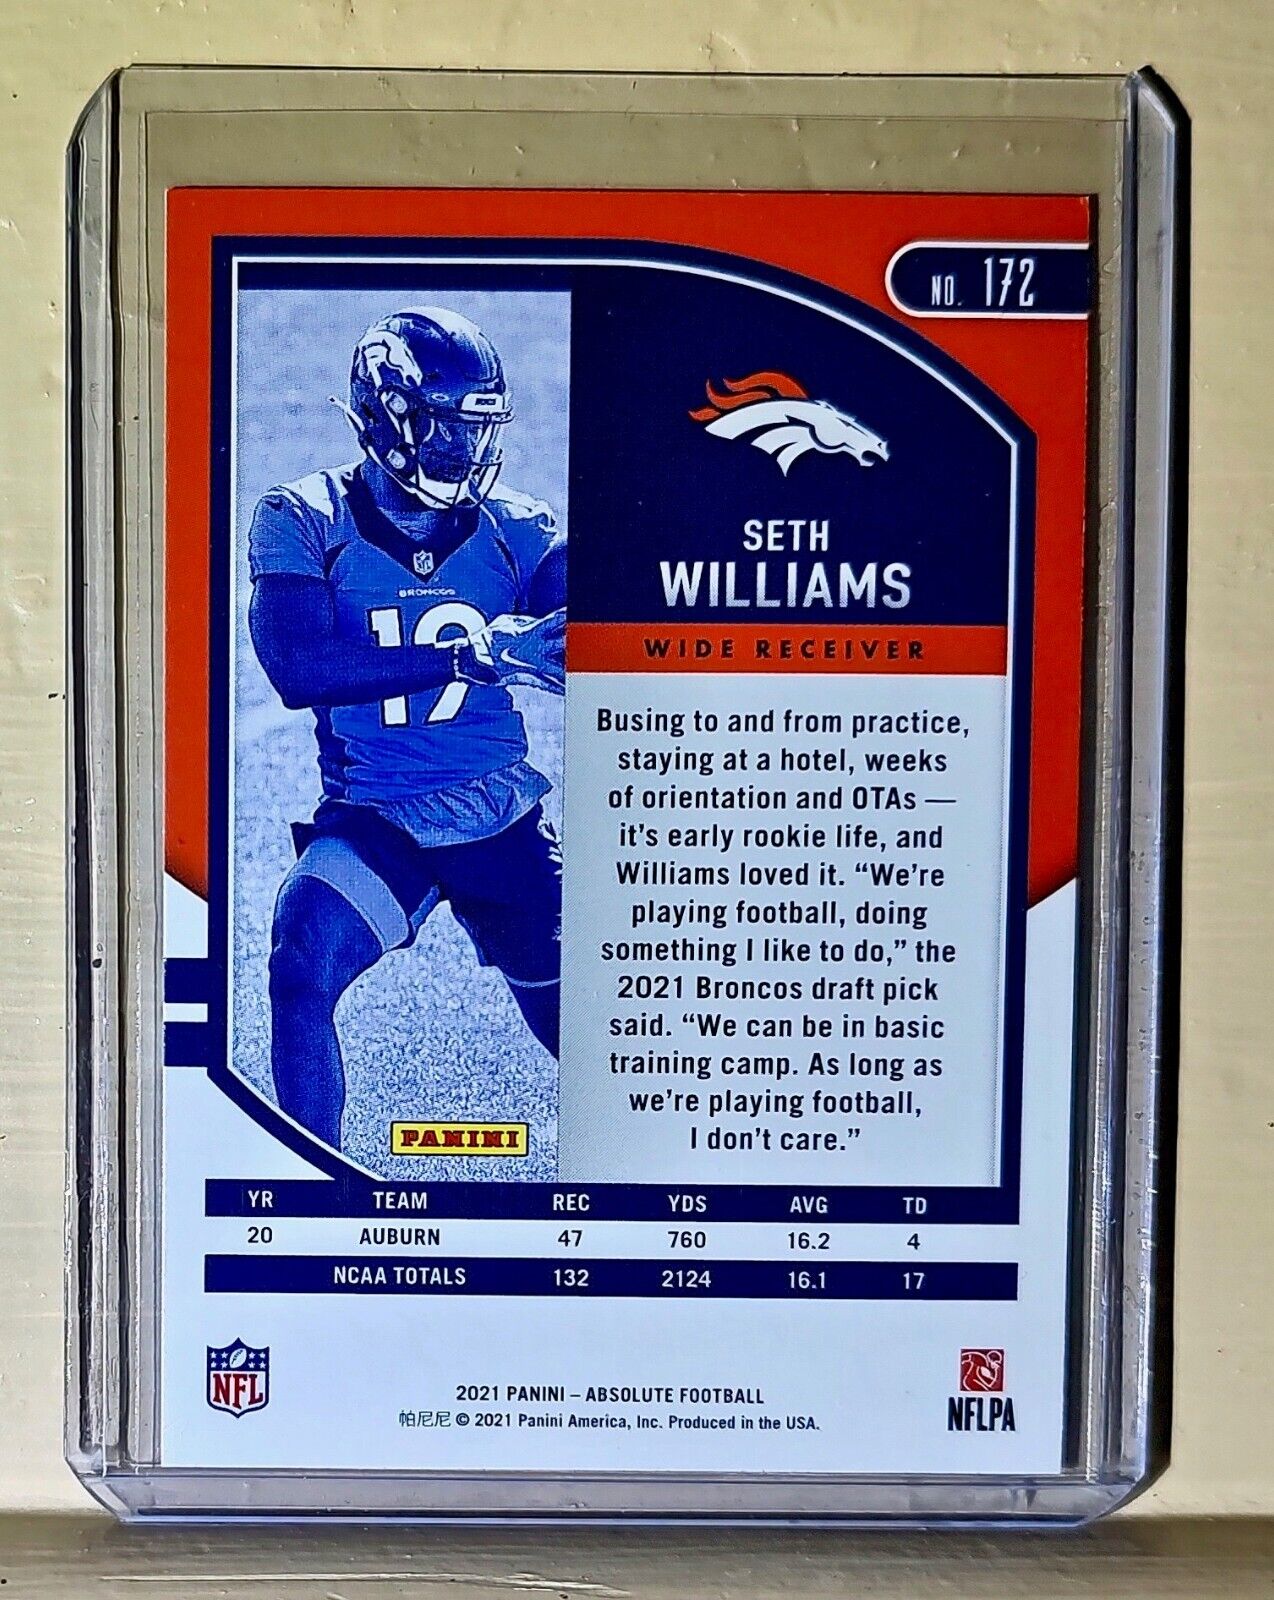 NO. 172
RKCS
NFL
BRONCOS
19
SETH
WILLIAMS
WIDE RECEIVER
Busing to and from practice,
staying at a hotel, weeks
of orientation and OTAs —
it's early rookie life, and
Williams loved it. “We're
playing football, doing
something I like to do,” the
2021 Broncos draft pick
said. “We can be in basic
training camp. As long as
we're playing football,
I don't care.”
PANINI
YR TEAM REC YDS AVG TD
20 AUBURN 47 760 16.2 4
NCAA TOTALS 132 2124 16.1 17
NFL
2021 PANINI – ABSOLUTE FOOTBALL
帕尼尼 © 2021 Panini America, Inc. Produced in the USA.
NFLPA